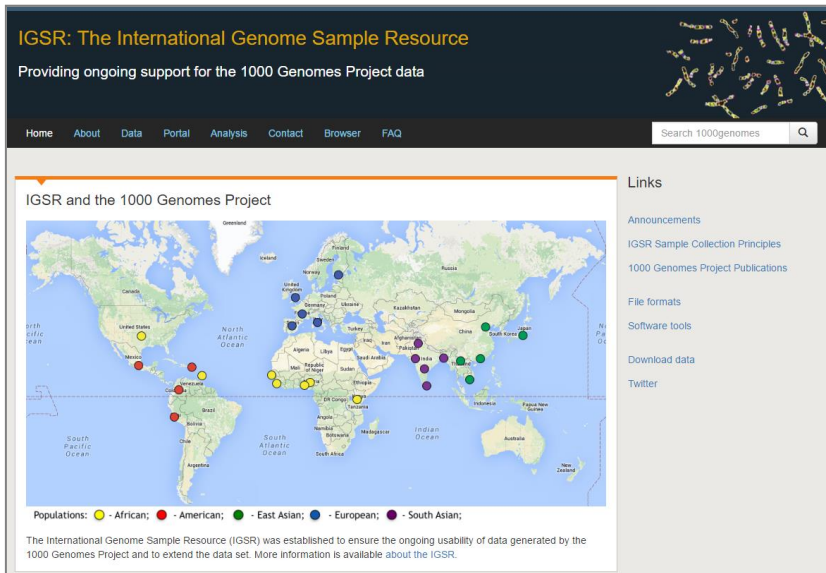 IGSR: The International Genome Sample Resource
Providing ongoing support for the 1000 Genomes Project data
Home About Data Portal Analysis Contact Browser FAQ
Search 1000genomes
IGSR and the 1000 Genomes Project
Greenland
Iceland
Finland
Sweden
Norway
Russia
United
Kingdom
Poland
Germany
Ukraine
Canada
Kazakhstan
Mongolia
United States
North
Atlantic
Ocean
Turkey
Iraq
Iran
Afghanistan
Pakistan
China
South Korea
Japan
Algeria
Libya
Egypt
Saudi Arabia
India
Mexico
Mali
Niger
Sudan
Ethiopia
Venezuela
DR Congo
Tanzania
Indonesia
Papua New
Guinea
Brazil
Bolivia
Angola
Namibia
Botswana
Madagascar
Indian
Ocean
Australia
South
Pacific
Ocean
Chile
South
Atlantic
Ocean
South Africa
Argentina
New
Zealand
Populations: - African; - American; - East Asian; - European; - South Asian;
The International Genome Sample Resource (IGSR) was established to ensure the ongoing usability of data generated by the
1000 Genomes Project and to extend the data set. More information is available about the IGSR.
Links
Announcements
IGSR Sample Collection Principles
1000 Genomes Project Publications
File formats
Software tools
Download data
Twitter